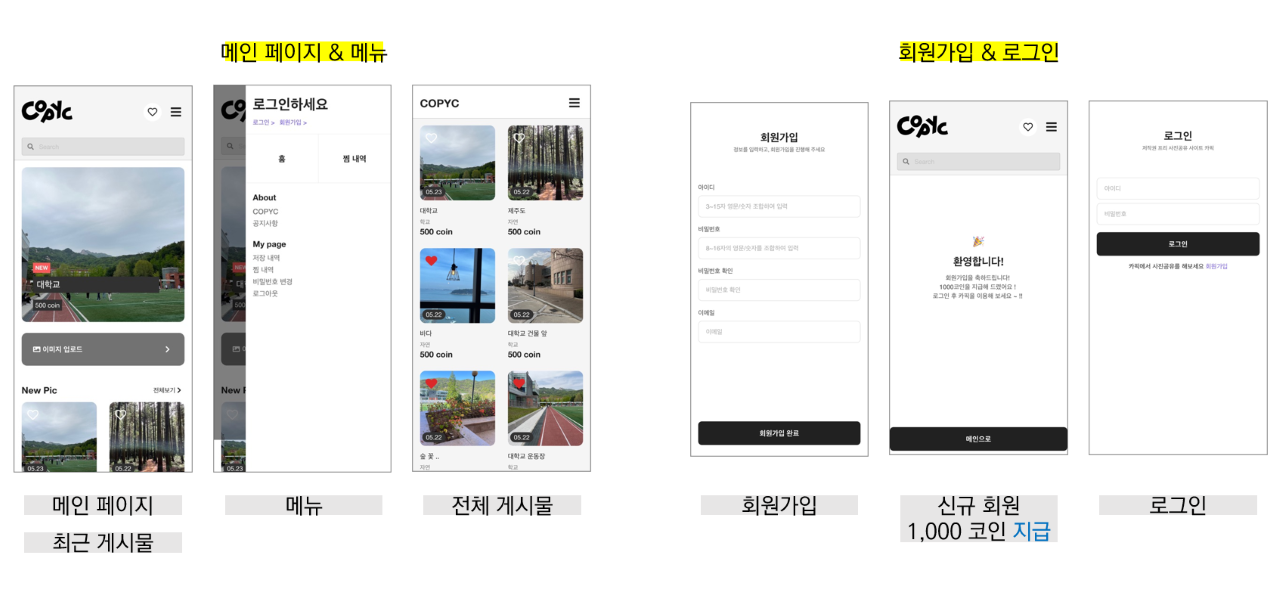 메인 페이지 & 메뉴
회원가입 & 로그인
COPYC
Search
NEW
대학교
500 coin
이미지 업로드
New Pic
전체보기
05.23
05.22
로그인하세요
로그인 >
회원가입 >
홈
찜 내역
About
COPYC
공지사항
My page
저장 내역
찜 내역
비밀번호 변경
로그아웃
COPYC
05.23
05.22
대학교
제주도
학교
자연
500 coin
500 coin
05.22
05.22
바다
대학교 건물 앞
자연
학교
500 coin
500 coin
05.22
05.22
숲 꽃 ..
대학교 운동장
자연
학교
회원가입
정보를 입력하고, 회원가입을 진행해 주세요
아이디
3~15자 영문/숫자 조합하여 입력
비밀번호
8~16자의 영문/숫자를 조합하여 입력
비밀번호 확인
비밀번호 확인
이메일
이메일
회원가입 완료
COPYC
Search
환영합니다!
회원가입을 축하드립니다!
1000코인을 지급해 드렸어요 !
로그인 후 카픽을 이용해 보세요 ~ !!
메인으로
로그인
저작권 프리 사진공유 사이트 카픽
아이디
비밀번호
로그인
카픽에서 사진공유를 해보세요 회원가입
메인 페이지
최근 게시물
메뉴
전체 게시물
회원가입
신규 회원
1,000 코인 지급
로그인